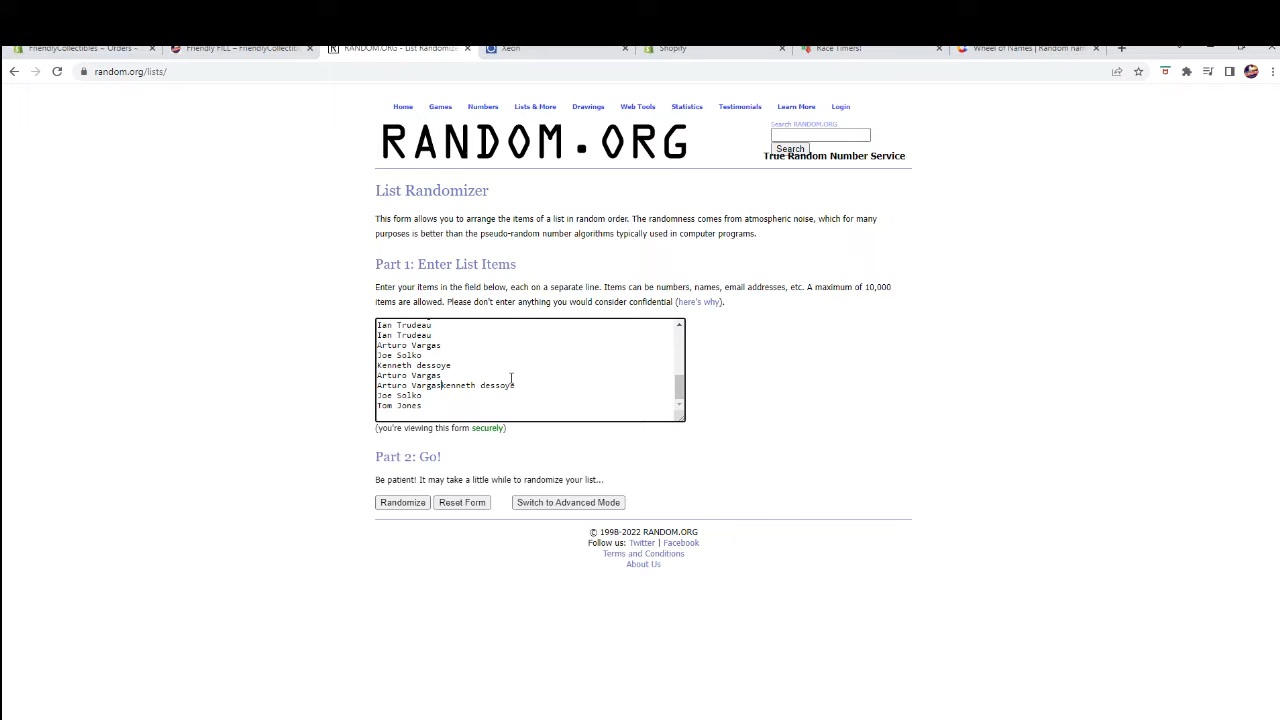 FriendlyCollectibles ~ Orders ~
Friendly FILL – FriendlyCollectibl
RANDOM.ORG - List Randomize
Xeon
Shopify
Race Timers!
Wheel of Names | Random nam
random.org/lists/
Home Games Numbers Lists & More Drawings Web Tools Statistics Testimonials Learn More Login
RANDOM.ORG
Search RANDOM.ORG
Search
True Random Number Service
List Randomizer
This form allows you to arrange the items of a list in random order. The randomness comes from atmospheric noise, which for many
purposes is better than the pseudo-random number algorithms typically used in computer programs.
Part 1: Enter List Items
Enter your items in the field below, each on a separate line. Items can be numbers, names, email addresses, etc. A maximum of 10,000
items are allowed. Please don't enter anything you would consider confidential (here's why).
Ian Trudeau
Ian Trudeau
Arturo Vargas
Joe Solko
Kenneth dessoye
Arturo Vargas
Arturo Vargaskenneth dessoye
Joe Solko
Tom Jones
(you're viewing this form securely)
Part 2: Go!
Be patient! It may take a little while to randomize your list...
Randomize Reset Form Switch to Advanced Mode
© 1998-2022 RANDOM.ORG
Follow us: Twitter | Facebook
Terms and Conditions
About Us